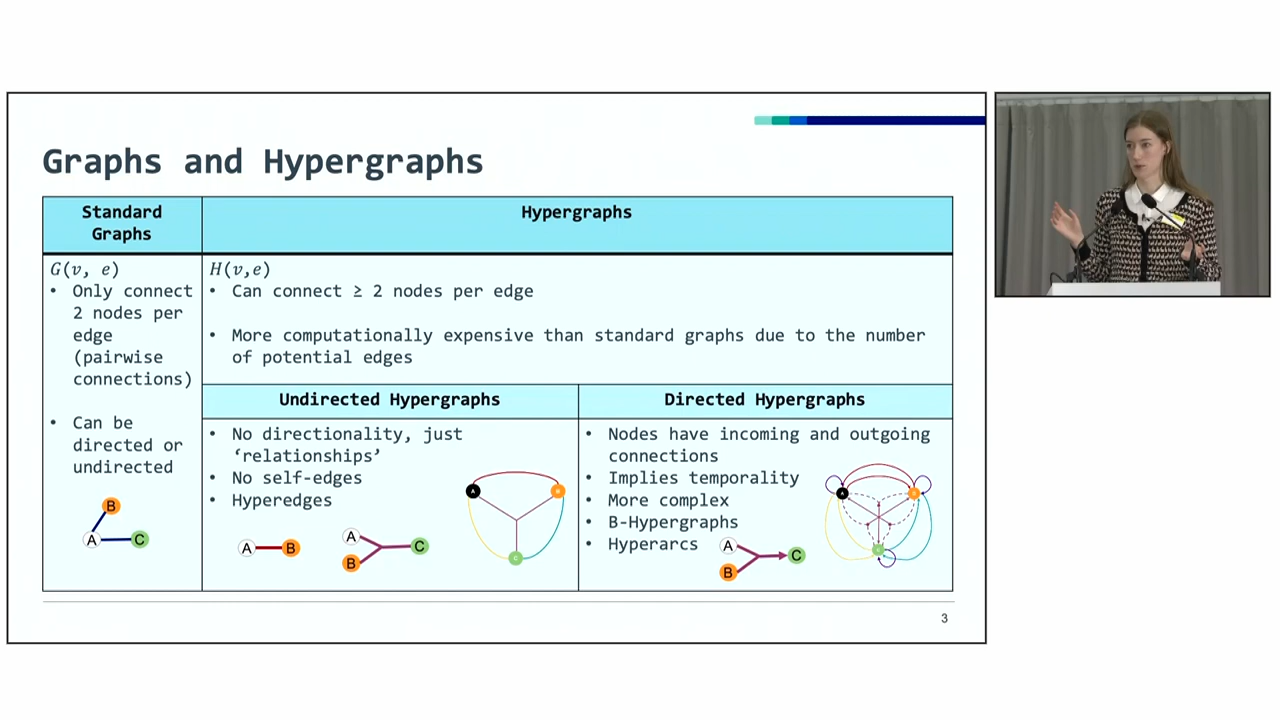 Graphs and Hypergraphs
Standard
Graphs
Hypergraphs
G(v, e)
• Only connect
2 nodes per
edge
(pairwise
connections)
• Can be
directed or
undirected
B
A
C
H(v,e)
• Can connect ≥ 2 nodes per edge
• More computationally expensive than standard graphs due to the number
of potential edges
Undirected Hypergraphs
• No directionality, just
‘relationships’
• No self-edges
• Hyperedges
A B
A
B
C
A B
C
Directed Hypergraphs
• Nodes have incoming and outgoing
connections
• Implies temporality
• More complex
• B-Hypergraphs
• Hyperarcs
A
B
C
A B
C
3